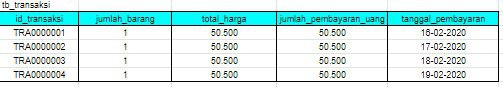 tb_transaksi
id_transaksi jumlah_barang total_harga jumlah_pembayaran_uang tanggal_pembayaran
TRA0000001 1 50.500 50.500 16-02-2020
TRA0000002 1 50.500 50.500 17-02-2020
TRA0000003 1 50.500 50.500 18-02-2020
TRA0000004 1 50.500 50.500 19-02-2020